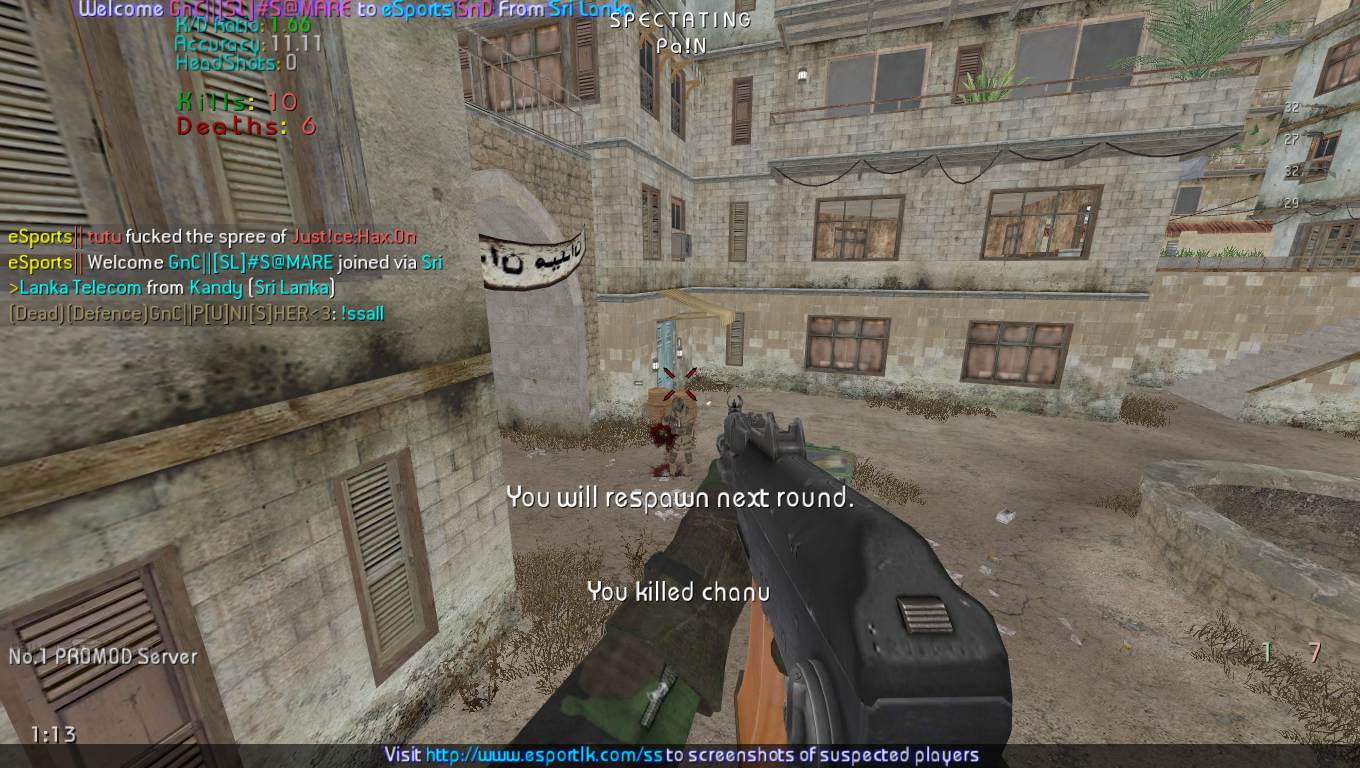 Welcome GnC||[SL]#S@MARE to eSports SnD From Sri Lanka
K/D Ratio: 1.66
Accuracy: 11.11
HeadShots: 0
Kills: 10
Deaths: 6
SPECTATING
Pa!N
32
27
32
29
eSports|| tutu fucked the spree of Just!ce:Hax.0n
eSports|| Welcome GnC||[SL]#S@MARE joined via Sri
>Lanka Telecom from Kandy (Sri Lanka)
(Dead)(Defence)GnC||P[U]NI[S]HER<3: !ssall
You will respawn next round.
You killed chanu
No.1 PROMOD Server
1 7
1:13
Visit http://www.esportlk.com/ss to screenshots of suspected players